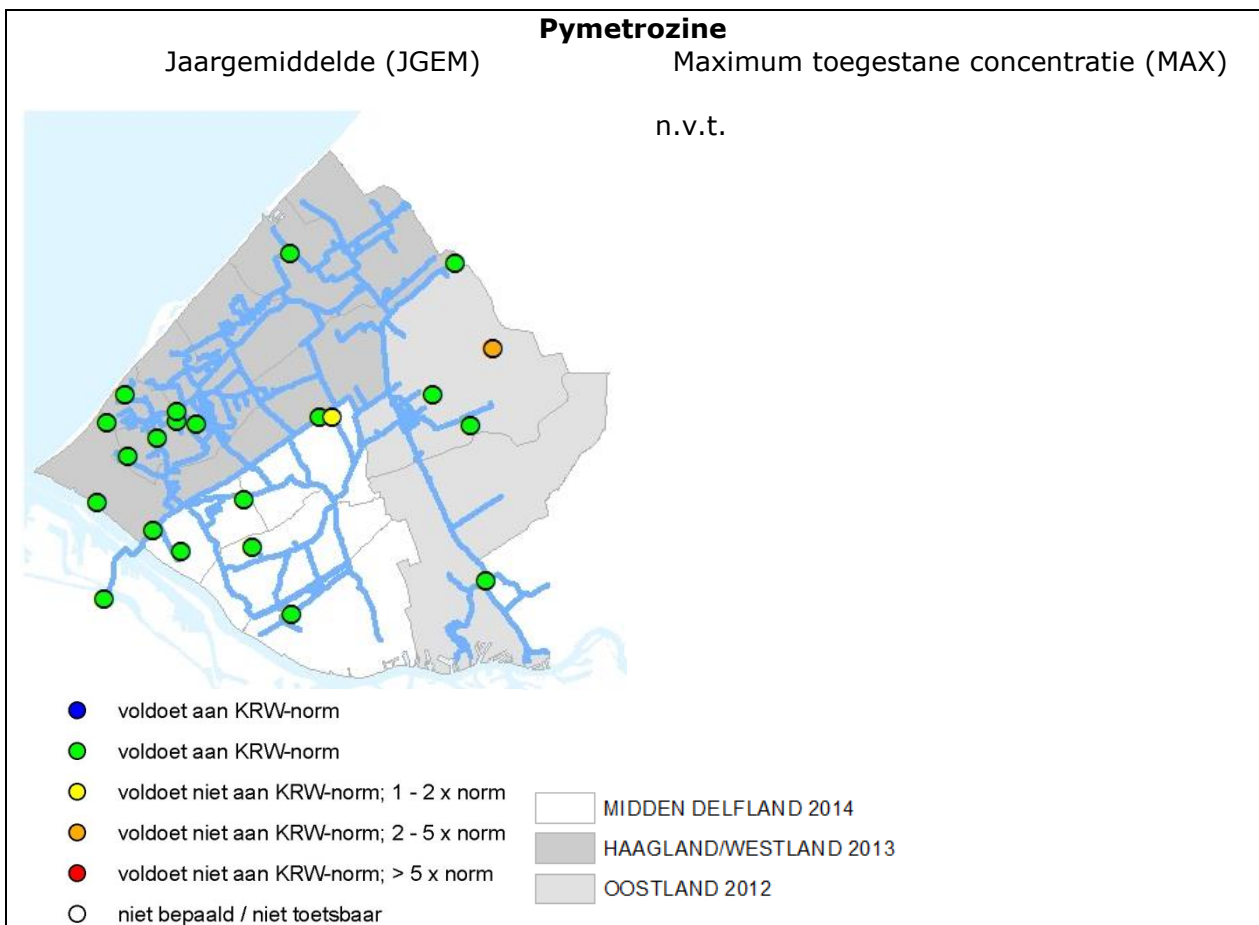 Pymetrozine
Jaargemiddelde (JGEM)
Maximum toegestane concentratie (MAX)
n.v.t.
voldoet aan KRW-norm
voldoet aan KRW-norm
voldoet niet aan KRW-norm; 1 - 2 x norm
voldoet niet aan KRW-norm; 2 - 5 x norm
voldoet niet aan KRW-norm; > 5 x norm
niet bepaald / niet toetsbaar
MIDDEN DELFLAND 2014
HAAGLAND/WESTLAND 2013
OOSTLAND 2012